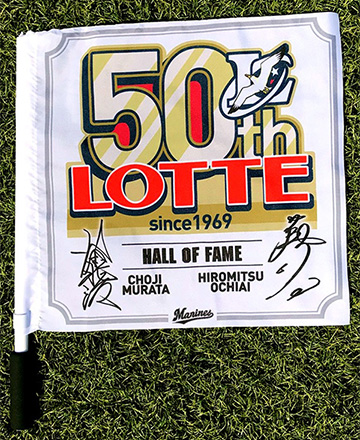 50th
LOTTE
since1969
HALL OF FAME
CHOJI
MURATA
HIROMITSU
OCHIAI
Marines